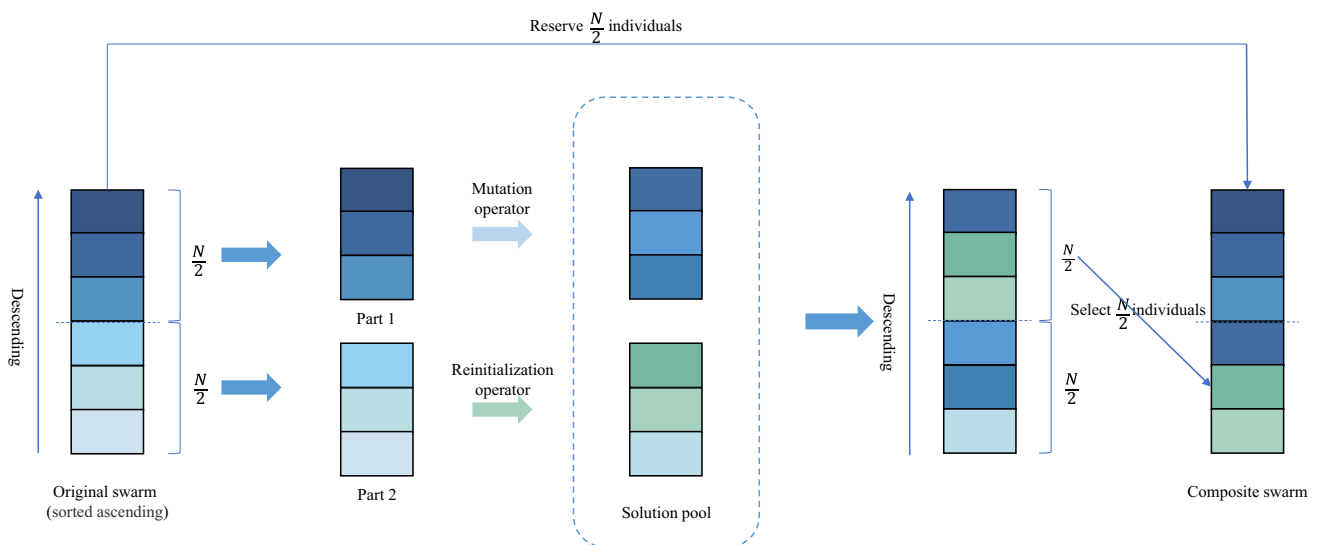 Reserve N/2 individuals
Descending
N/2
N/2
Original swarm
(sorted ascending)
Part 1
Part 2
Mutation
operator
Reinitialization
operator
Solution pool
Descending
N/2
N/2
Select N/2 individuals
Composite swarm